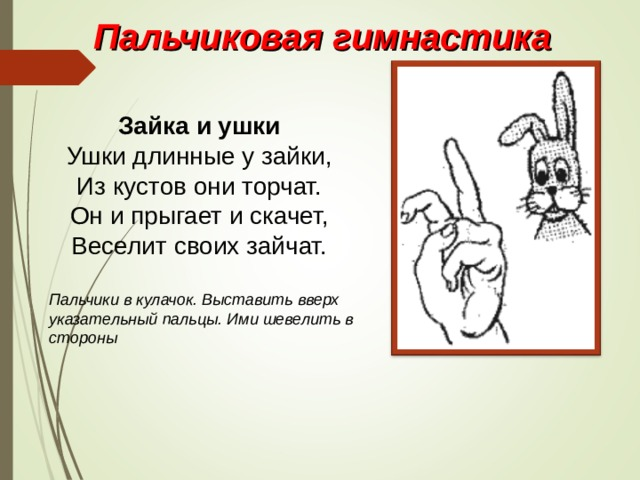 Пальчиковая гимнастика
Зайка и ушки
Ушки длинные у зайки,
Из кустов они торчат.
Он и прыгает и скачет,
Веселит своих зайчат.
Пальчики в кулачок. Выставить вверх
указательный пальцы. Ими шевелить в
стороны